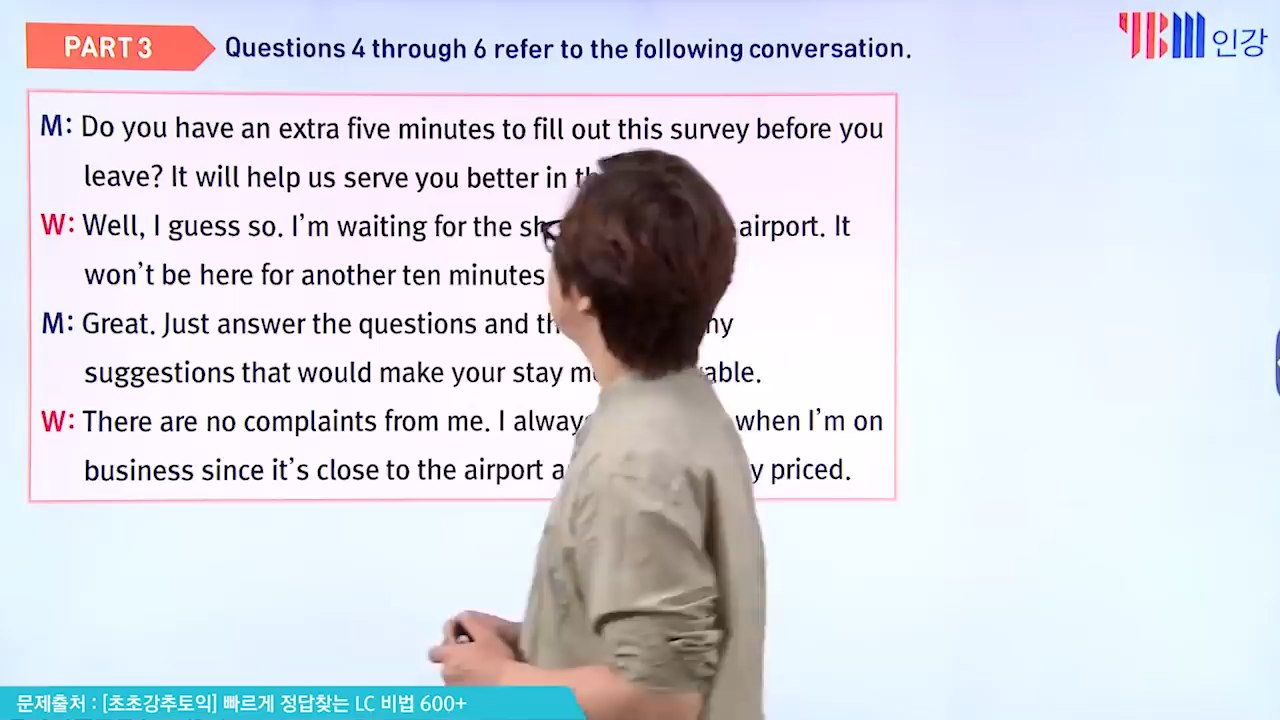 PART 3
Questions 4 through 6 refer to the following conversation.
YBM 인강
M: Do you have an extra five minutes to fill out this survey before you
leave? It will help us serve you better in
W: Well, I guess so. I'm waiting for the airport. It
won't be here for another ten minutes
M: Great. Just answer the questions and
suggestions that would make your stay
W: There are no complaints from me. I when I'm on
business since it's close to the airport priced.
문제출처 : [초초강추토익] 빠르게 정답찾는 LC 비법 600+